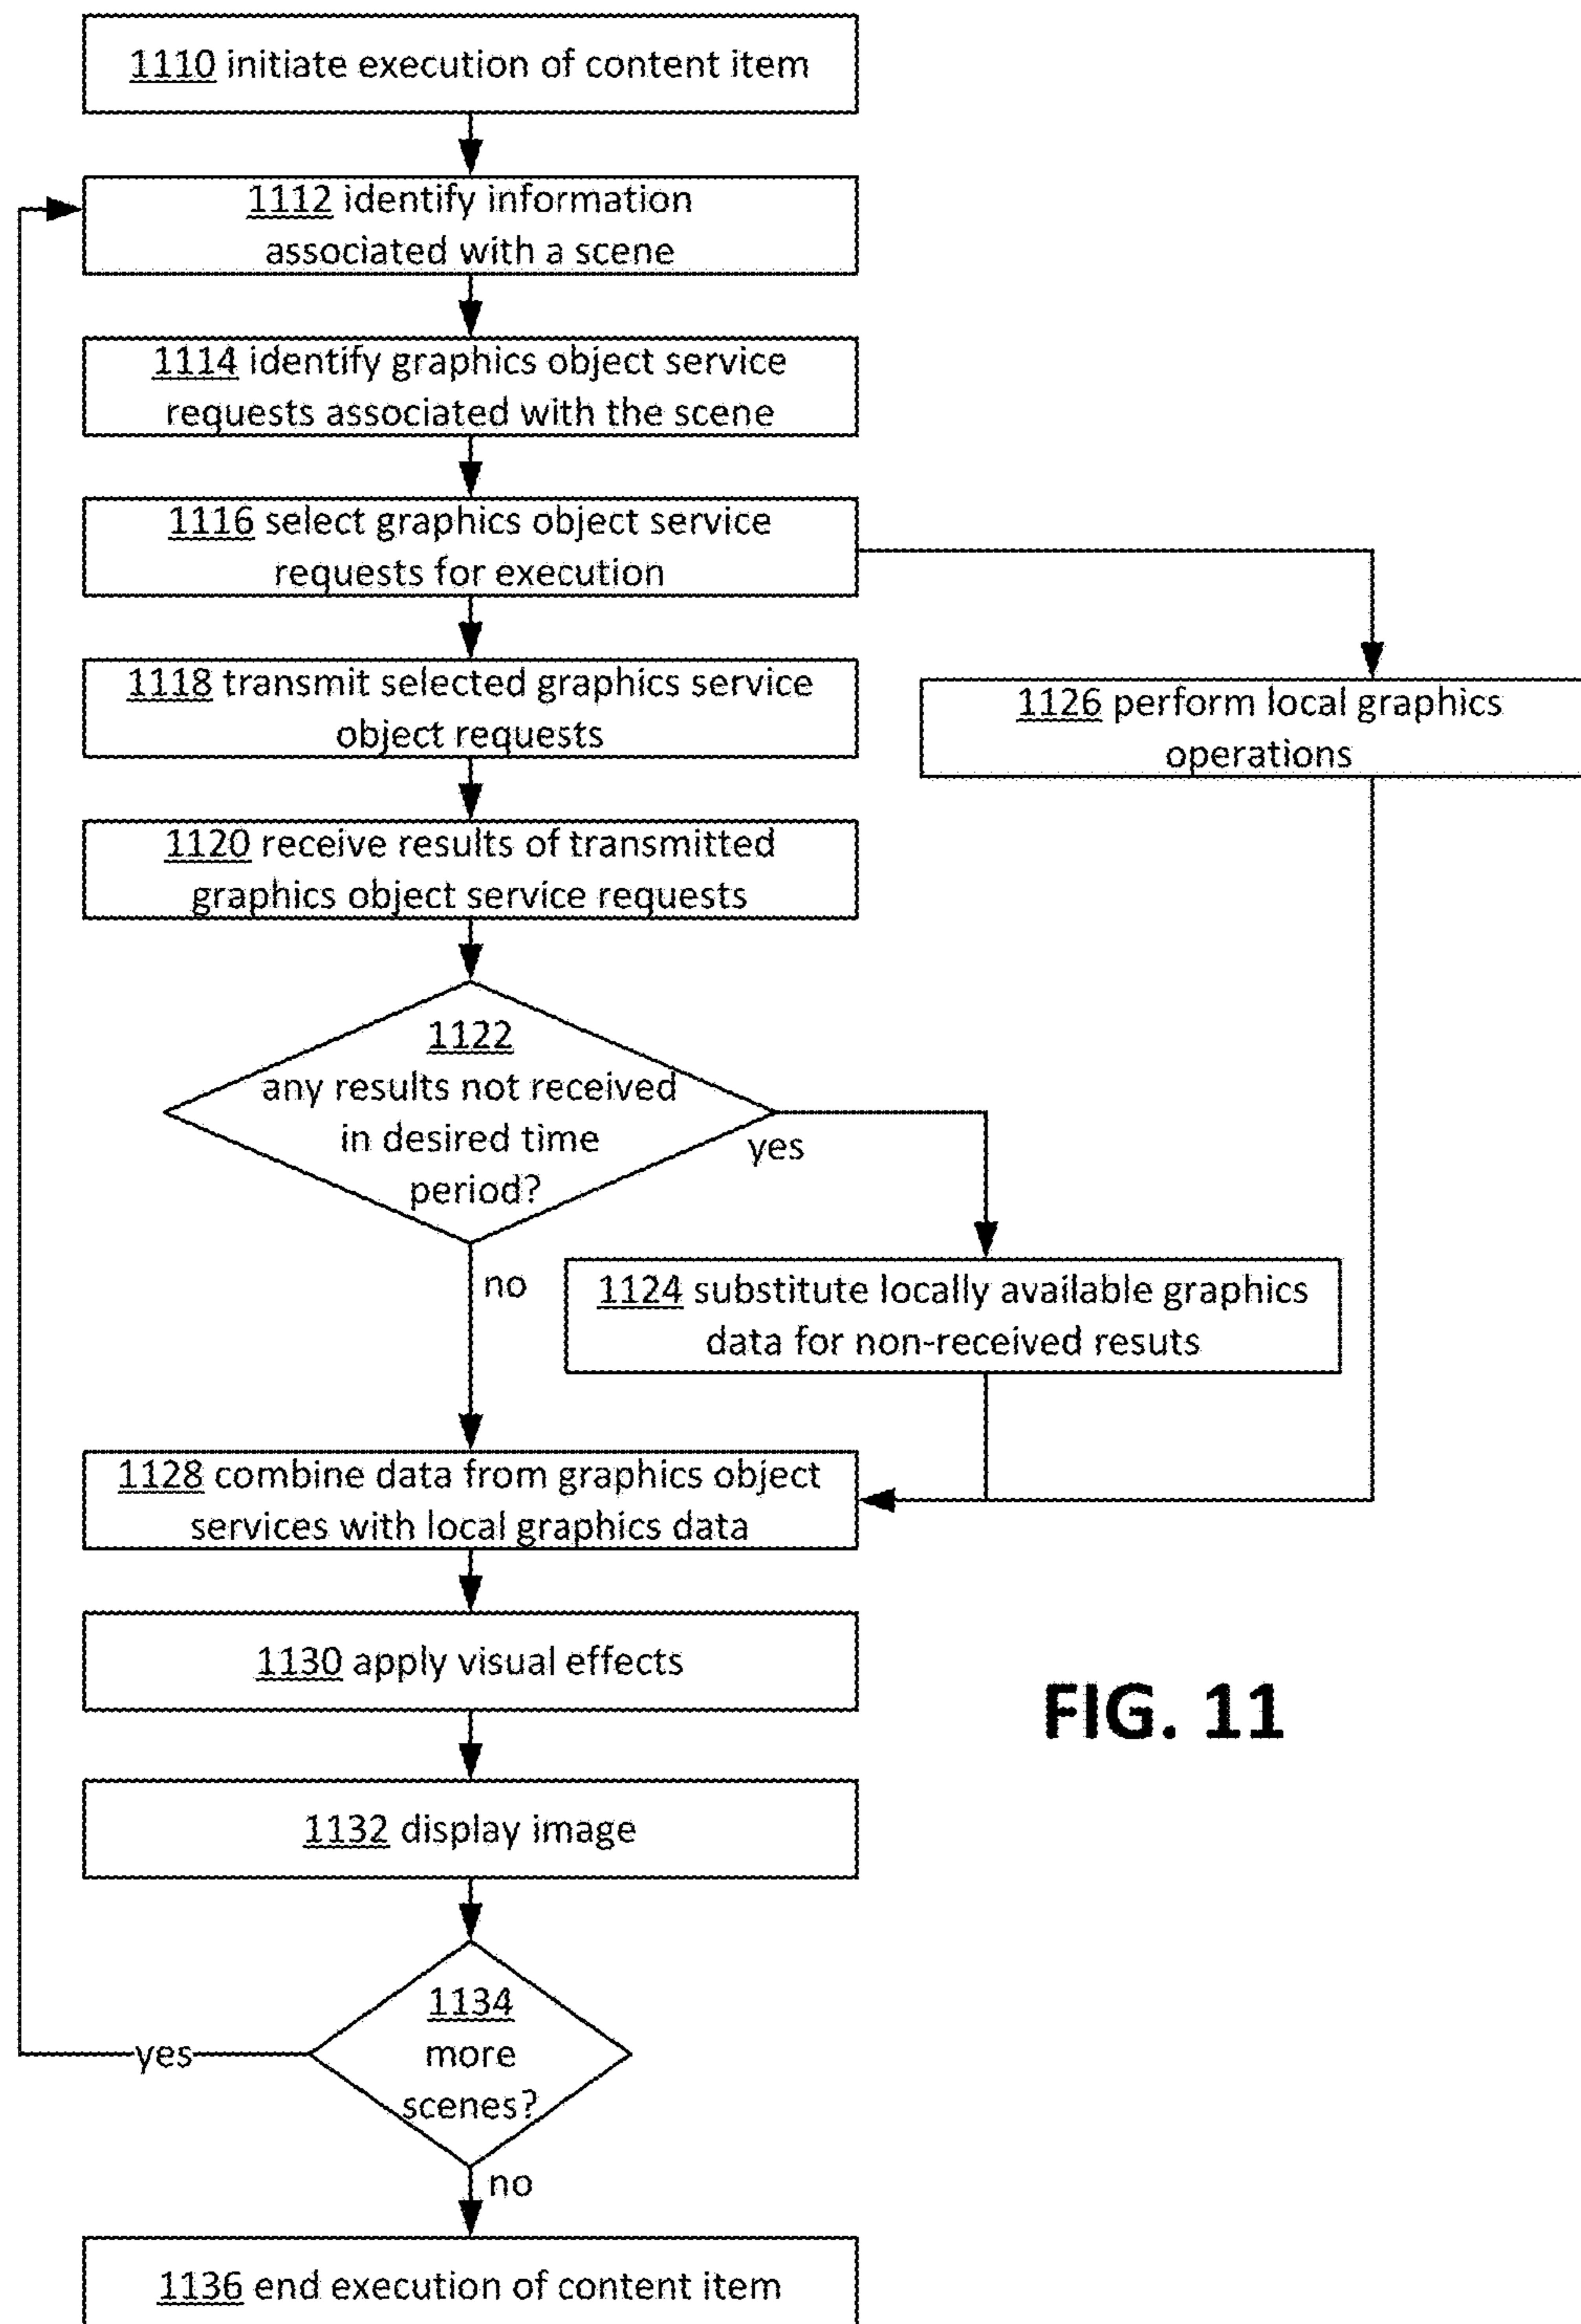 1110 initiate execution of content item
1112 identify information
associated with a scene
1114 identify graphics object service
requests associated with the scene
1116 select graphics object service
requests for execution
1118 transmit selected graphics service
object requests
1126 perform local graphics
operations
1120 receive results of transmitted
graphics object service requests
1122
any results not received
in desired time
period?
yes
no
1124 substitute locally available graphics
data for non-received resuts
1128 combine data from graphics object
services with local graphics data
1130 apply visual effects
FIG. 11
1132 display image
1134
more
scenes?
yes
no
1136 end execution of content item